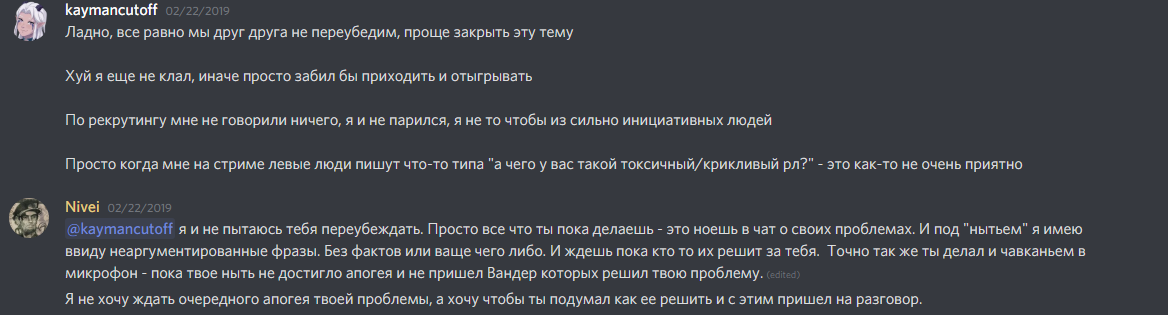 kaymancutoff 02/22/2019
Ладно, все равно мы друг друга не переубедим, проще закрыть эту тему
Хуй я еще не клал, иначе просто забил бы приходить и отыгрывать
По рекрутингу мне не говорили ничего, я и не парился, я не то чтобы из сильно инициативных людей
Просто когда мне на стриме левые люди пишут что-то типа "а чего у вас такой токсичный/крикливый рл?" - это как-то не очень приятно
Nivei 02/22/2019
@kaymancutoff я и не пытаюсь тебя переубеждать. Просто все что ты пока делаешь - это ноешь в чат о своих проблемах. И под "нытьем" я имею
ввиду неаргументированные фразы. Без фактов или ваще чего либо. И ждешь пока кто то их решит за тебя. Точно так же ты делал и чавканьем в
микрофон - пока твое ныть не достигло апогея и не пришел Вандер которых решил твою проблему. (edited)
Я не хочу ждать очередного апогея твоей проблемы, а хочу чтобы ты подумал как ее решить и с этим пришел на разговор.